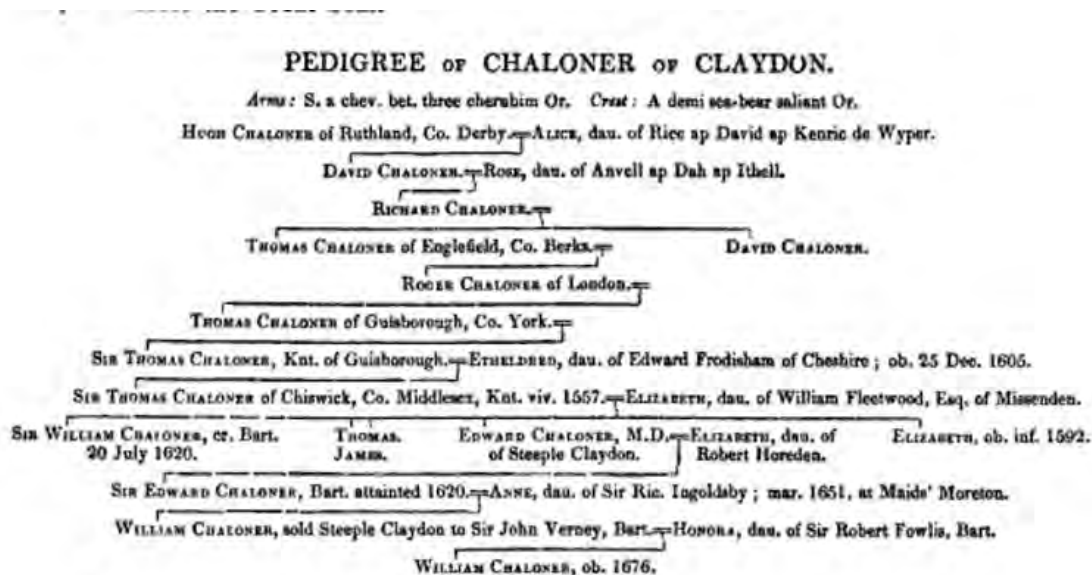 PEDIGREE OF CHALONER OF CLAYDON.
Arms: S. a chev. bet. three cherubim Or. Crest: A demi sea-bear saliant Or.
HUGH CHALONER of Ruthland, Co. Derby. ALICE, dau. of Rice ap David ap Kenric de Wyper.
DAVID CHALONER. ROSE, dau. of Anvell ap Dah ap Ithell.
RICHARD CHALONER.
THOMAS CHALONER of Englefield, Co. Berks. DAVID CHALONER.
ROGER CHALONER of London.
THOMAS CHALONER of Guisborough, Co. York.
SIR THOMAS CHALONER, Knt. of Guisborough. ETHELDRED, dau. of Edward Frodisham of Cheshire; ob. 25 Dec. 1605.
SIR THOMAS CHALONER of Chiswick, Co. Middlesex, Knt. viv. 1557. ELIZABETH, dau. of William Fleetwood, Esq. of Missenden.
SIR WILLIAM CHALONER, cr. Bart. THOMAS. EDWARD CHALONER, M.D. ELIZABETH, dau. of ELIZABETH, ob. inf. 1592.
20 July 1620. JAMES. of Steeple Claydon. Robert Horeden.
SIR EDWARD CHALONER, Bart. attainted 1620. ANNE, dau. of Sir Ric. Ingoldsby; mar. 1651, at Maids' Moreton.
WILLIAM CHALONER, sold Steeple Claydon to Sir John Verney, Bart. HONORA, dau. of Sir Robert Fowlis, Bart.
WILLIAM CHALONER, ob. 1676.